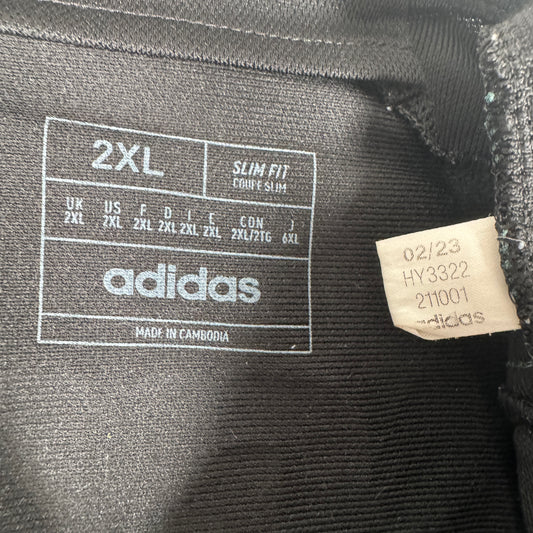 2XL
SLIM FIT
COUPE SLIM
UK US F D I E CDN J
2XL 2XL 2XL 2XL 2XL 2XL 2XL/2TG 6XL
adidas
MADE IN CAMBODIA
02/23
HY3322
211001
adidas